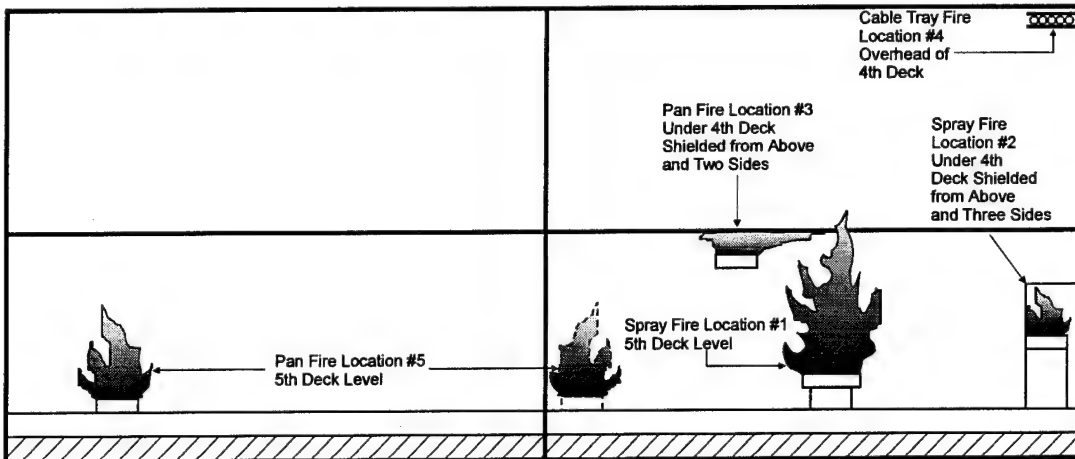 Cable Tray Fire
Location #4
Overhead of
4th Deck
Pan Fire Location #3
Under 4th Deck
Shielded from Above
and Two Sides
Spray Fire
Location #2
Under 4th
Deck Shielded
from Above
and Three Sides
Spray Fire Location #1
5th Deck Level
Pan Fire Location #5
5th Deck Level